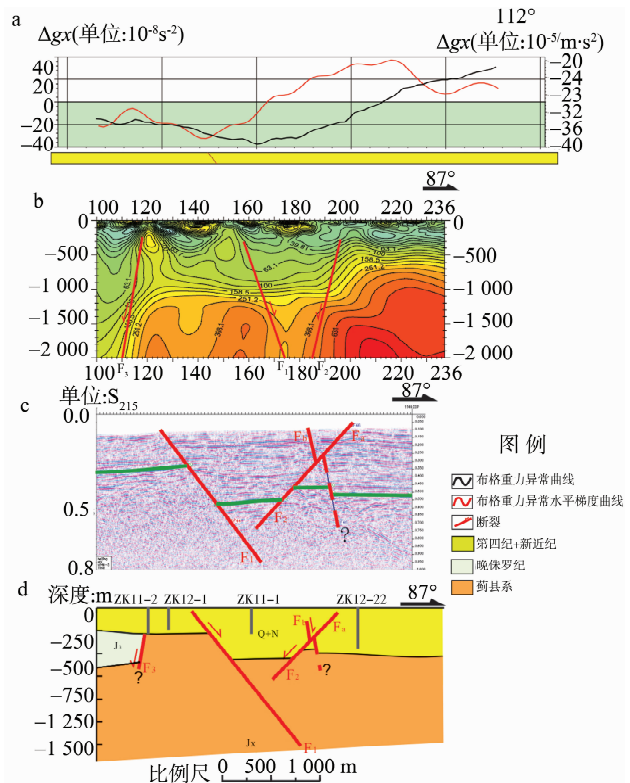 a
112°
Δgx(单位:10-8s-2)
Δgx(单位:10-5/m·s2)
40
20
0
-20
-40
-20
-24
-23
-33
-36
-40
b
87°
100 120 140 160 180 200 220 236
0
-500
-1 000
-1 500
-2 000
0
-500
-1 000
-1 500
-2 000
F3
F1
F2
100 120 140 160 180 200 220 236
单位:S
87°
c
0.0
215
0.5
0.8
F2
F1
?
图 例
布格重力异常曲线
布格重力异常水平梯度曲线
断裂
第四纪+新近纪
晚侏罗纪
蓟县系
d
深度:m
87°
ZK11-2
ZK12-1
ZK11-1
ZK12-22
0
-250
-500
-750
-1 000
-1 250
-1 500
Q+N
J3
F3
?
Fb
Fa
F2
?
Jx
F1
比例尺 0 500 1 000 m